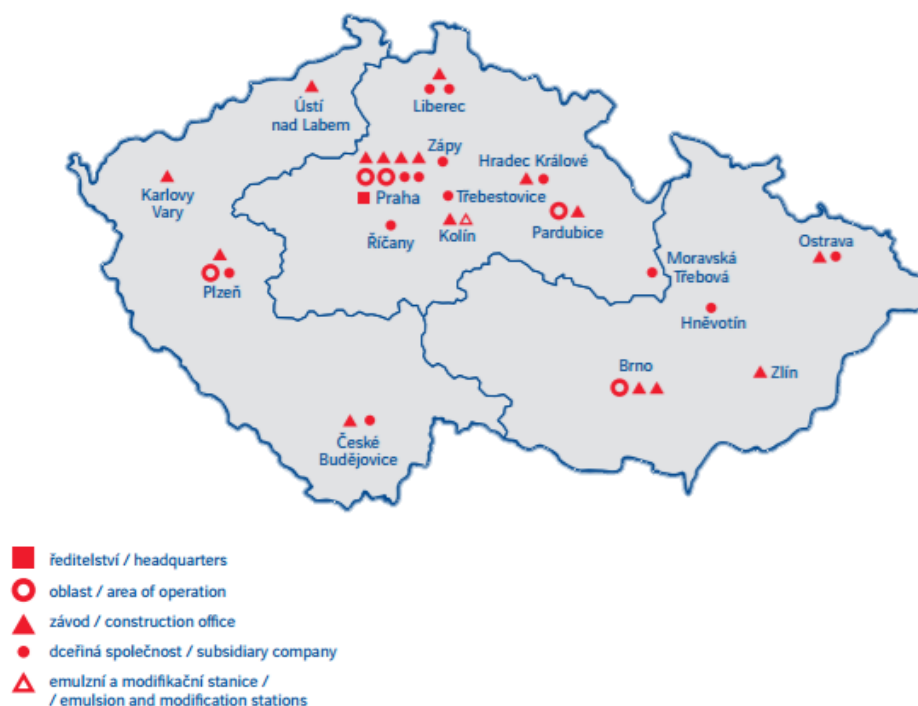 Ústí
nad Labem
Liberec
Zápy
Hradec Králové
Karlovy
Vary
Praha
Třebestovice
Kolín
Pardubice
Říčany
Plzeň
Moravská
Třebová
Ostrava
Hněvotín
Brno
Zlín
České
Budějovice
ředitelství / headquarters
oblast / area of operation
závod / construction office
dceřiná společnost / subsidiary company
emulzní a modifikační stanice /
/ emulsion and modification stations